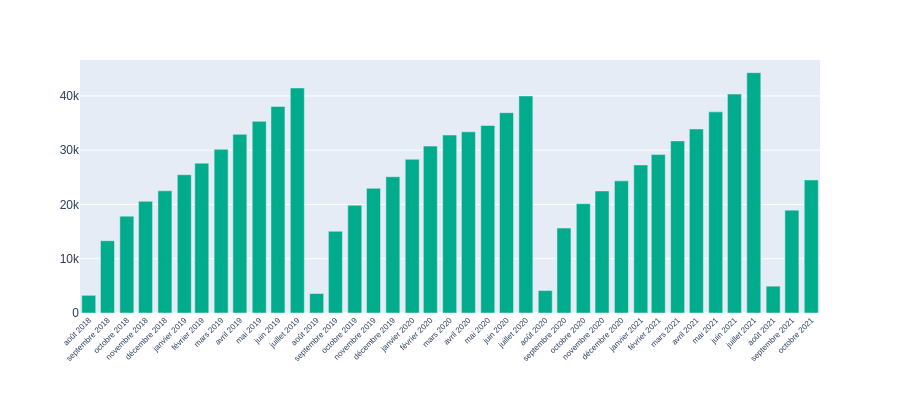 40k
30k
20k
10k
0
août 2018
septembre 2018
octobre 2018
novembre 2018
décembre 2018
janvier 2019
février 2019
mars 2019
avril 2019
mai 2019
juin 2019
juillet 2019
août 2019
septembre 2019
octobre 2019
novembre 2019
décembre 2019
janvier 2020
février 2020
mars 2020
avril 2020
mai 2020
juin 2020
juillet 2020
août 2020
septembre 2020
octobre 2020
novembre 2020
décembre 2020
janvier 2021
février 2021
mars 2021
avril 2021
mai 2021
juin 2021
juillet 2021
août 2021
septembre 2021
octobre 2021